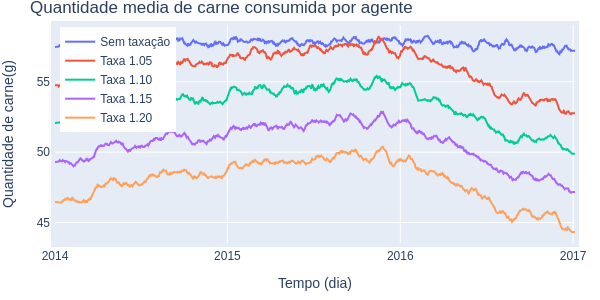 Quantidade media de carne consumida por agente
Quantidade de carne(g)
Sem taxação
Taxa 1.05
Taxa 1.10
Taxa 1.15
Taxa 1.20
55
50
45
2014
2015
2016
2017
Tempo (dia)